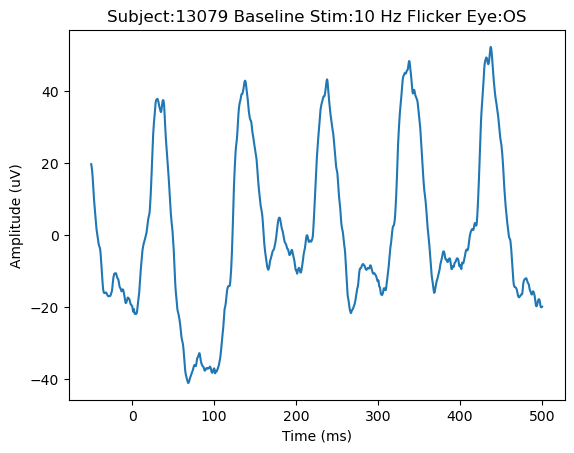 Subject:13079 Baseline Stim:10 Hz Flicker Eye:OS
Amplitude (uV)
40
20
0
−20
−40
0 100 200 300 400 500
Time (ms)